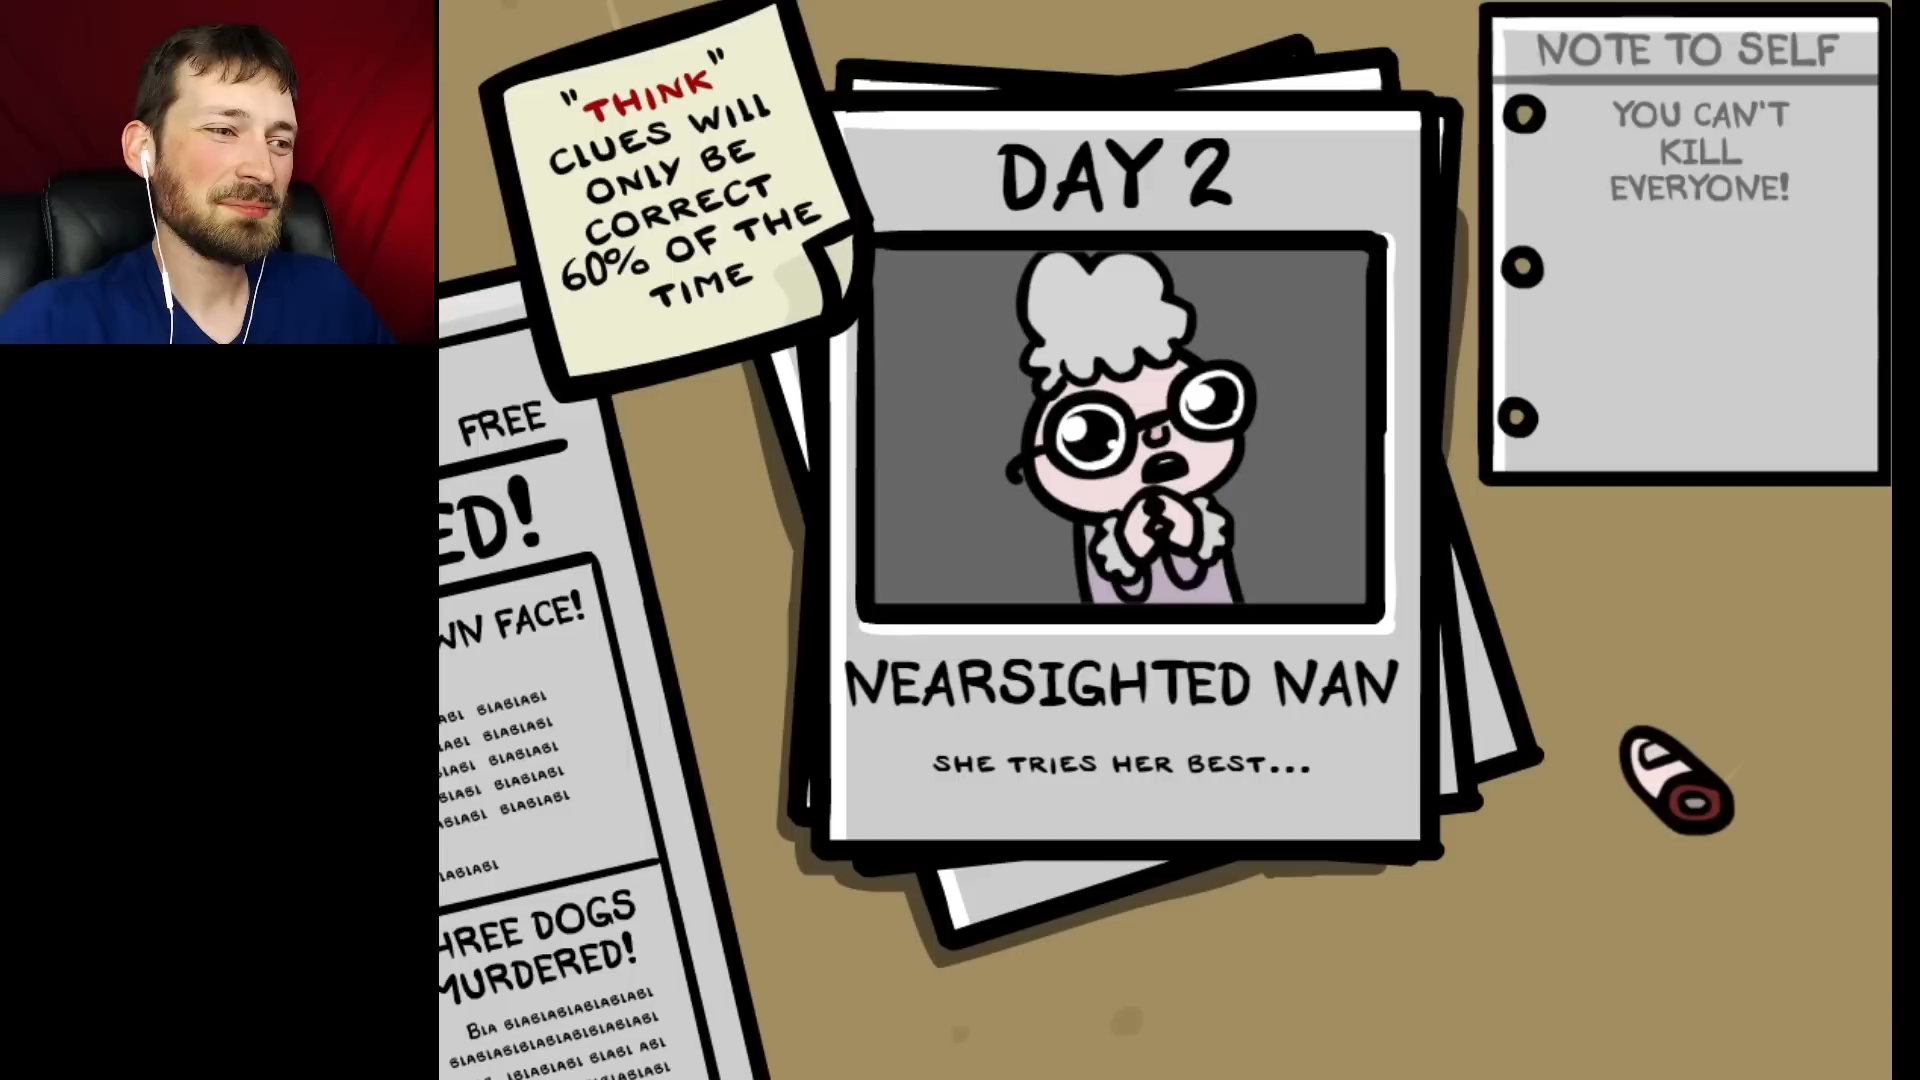 "THINK"
CLUES WILL
ONLY BE
CORRECT
60% OF THE
TIME
DAY 2
NEARSIGHTED NAN
SHE TRIES HER BEST...
NOTE TO SELF
YOU CAN'T
KILL
EVERYONE!
FREE
ED!
WN FACE!
HREE DOGS
MURDERED!